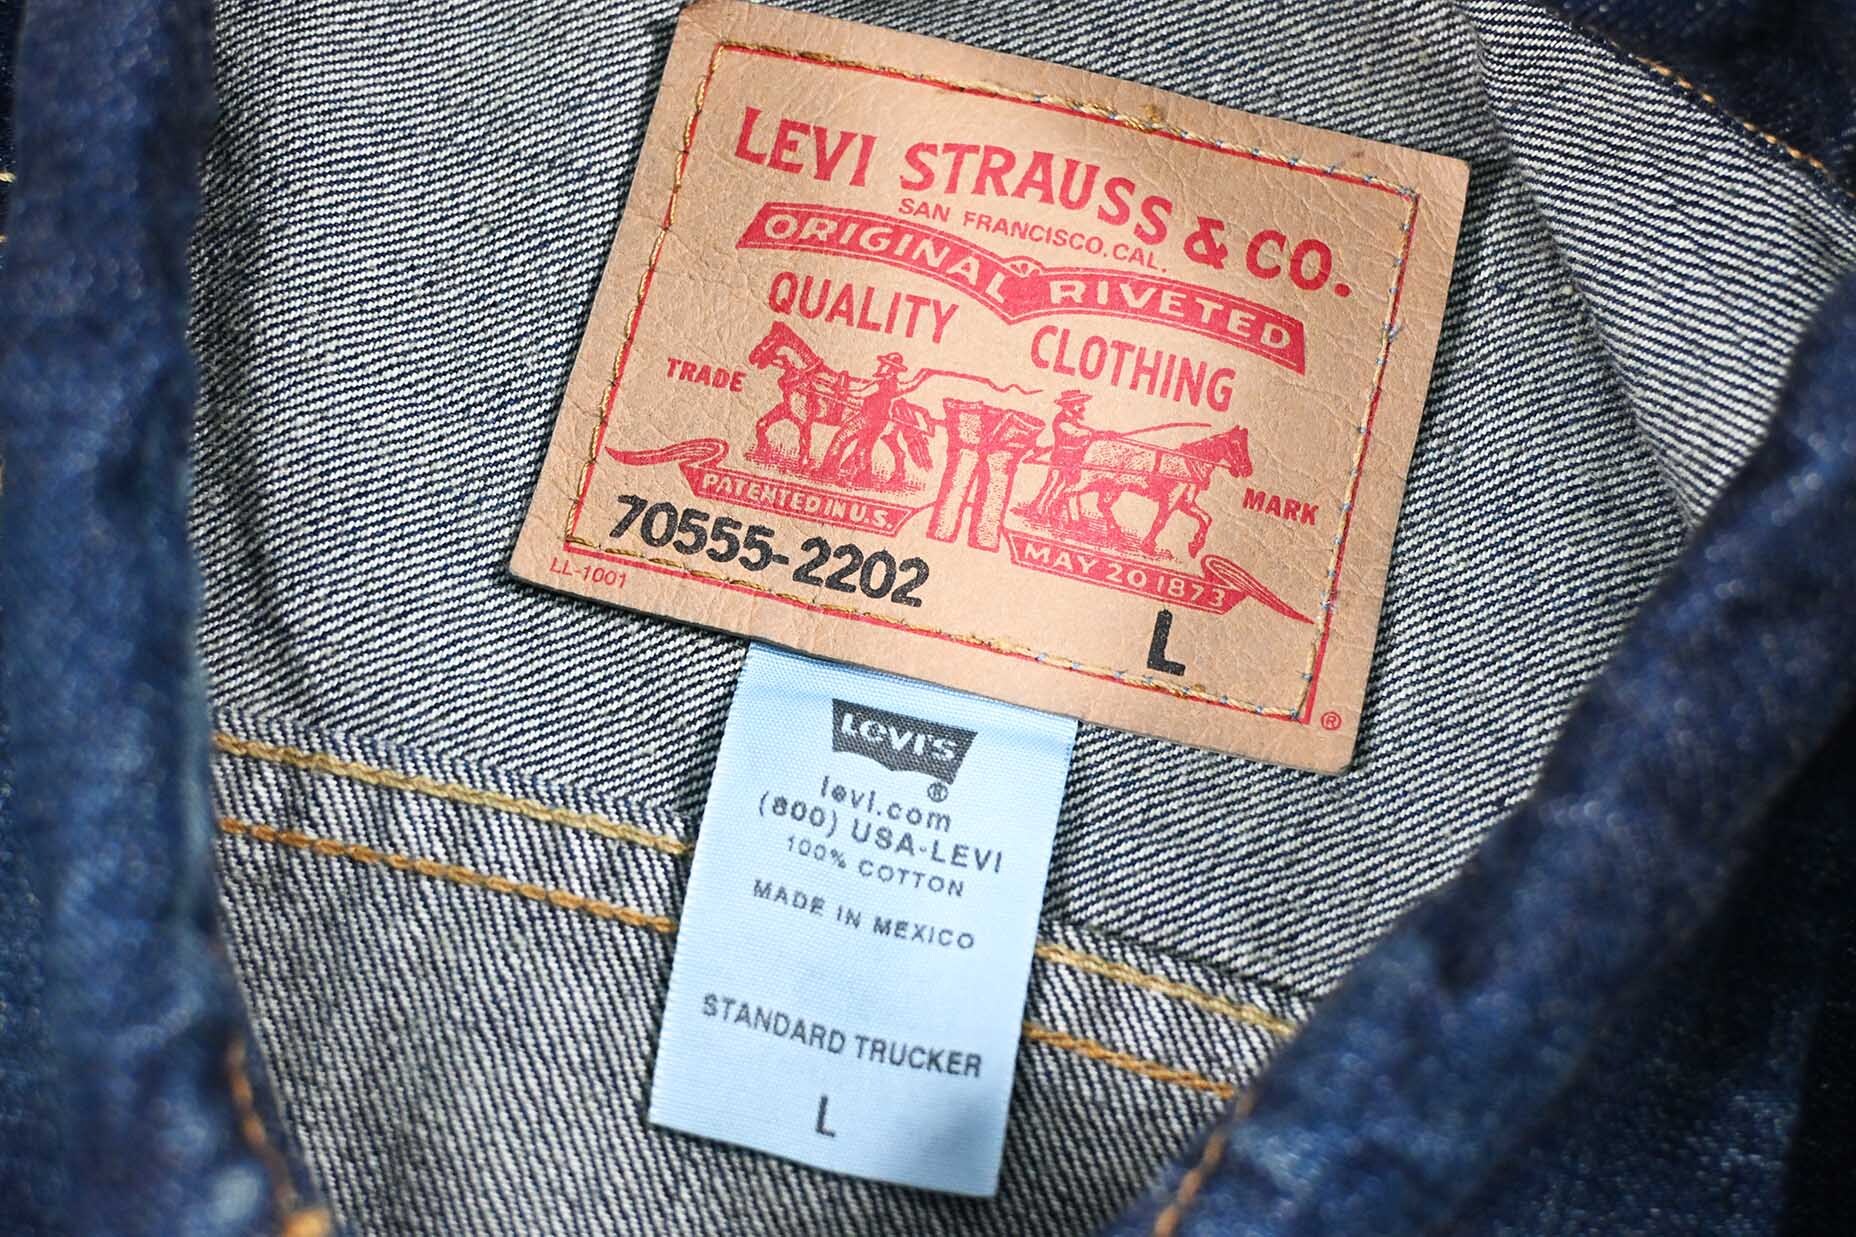 LEVI STRAUSS & CO.
SAN FRANCISCO. CAL.
ORIGINAL RIVETED
QUALITY CLOTHING
TRADE MARK
PATENTED IN U.S.
MAY 20 1873
70555-2202
L
LL-1001
®
LEVI'S
®
levi.com
(800) USA-LEVI
100% COTTON
MADE IN MEXICO
STANDARD TRUCKER
L